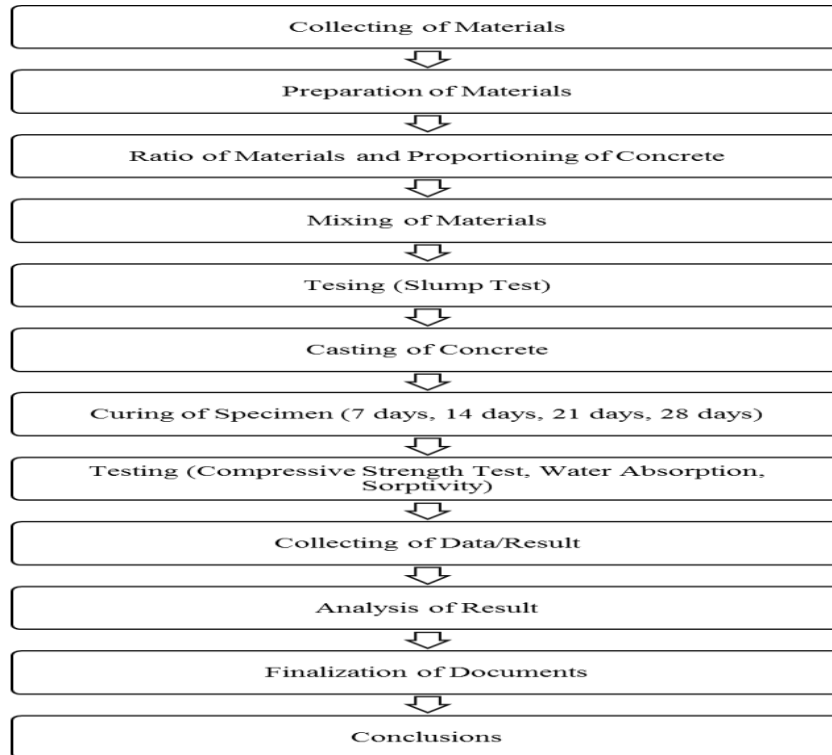 Collecting of Materials
Preparation of Materials
Ratio of Materials and Proportioning of Concrete
Mixing of Materials
Tesing (Slump Test)
Casting of Concrete
Curing of Specimen (7 days, 14 days, 21 days, 28 days)
Testing (Compressive Strength Test, Water Absorption,
Sorptivity)
Collecting of Data/Result
Analysis of Result
Finalization of Documents
Conclusions